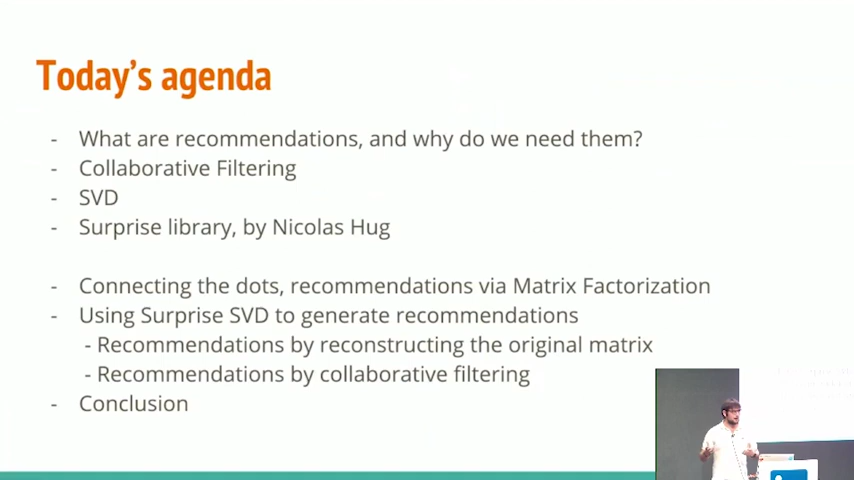 Today's agenda
- What are recommendations, and why do we need them?
- Collaborative Filtering
- SVD
- Surprise library, by Nicolas Hug
- Connecting the dots, recommendations via Matrix Factorization
- Using Surprise SVD to generate recommendations
- Recommendations by reconstructing the original matrix
- Recommendations by collaborative filtering
- Conclusion